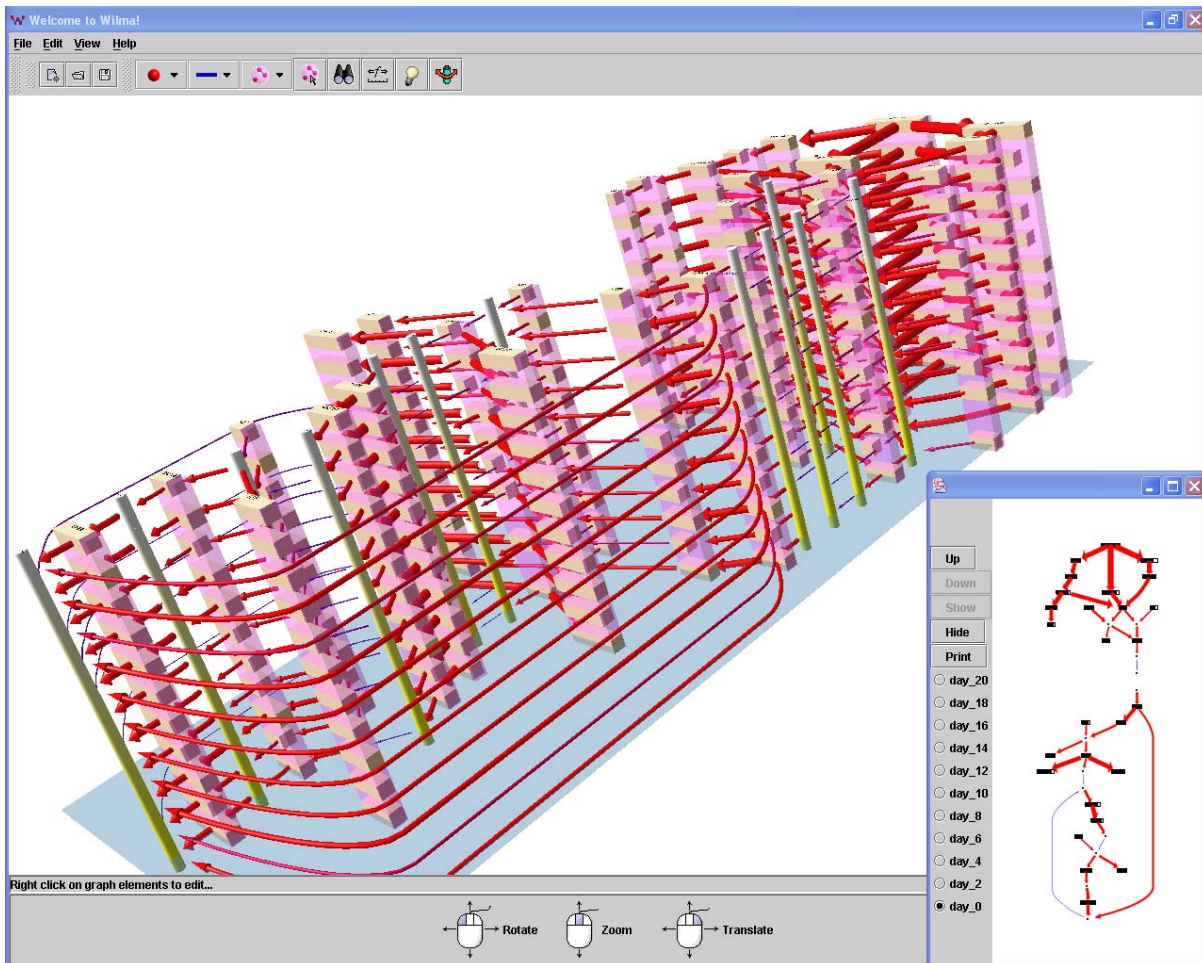 Welcome to Wilma!
File Edit View Help
Up
Down
Show
Hide
Print
day_20
day_18
day_16
day_14
day_12
day_10
day_8
day_6
day_4
day_2
day_0
Right click on graph elements to edit...
Rotate Zoom Translate